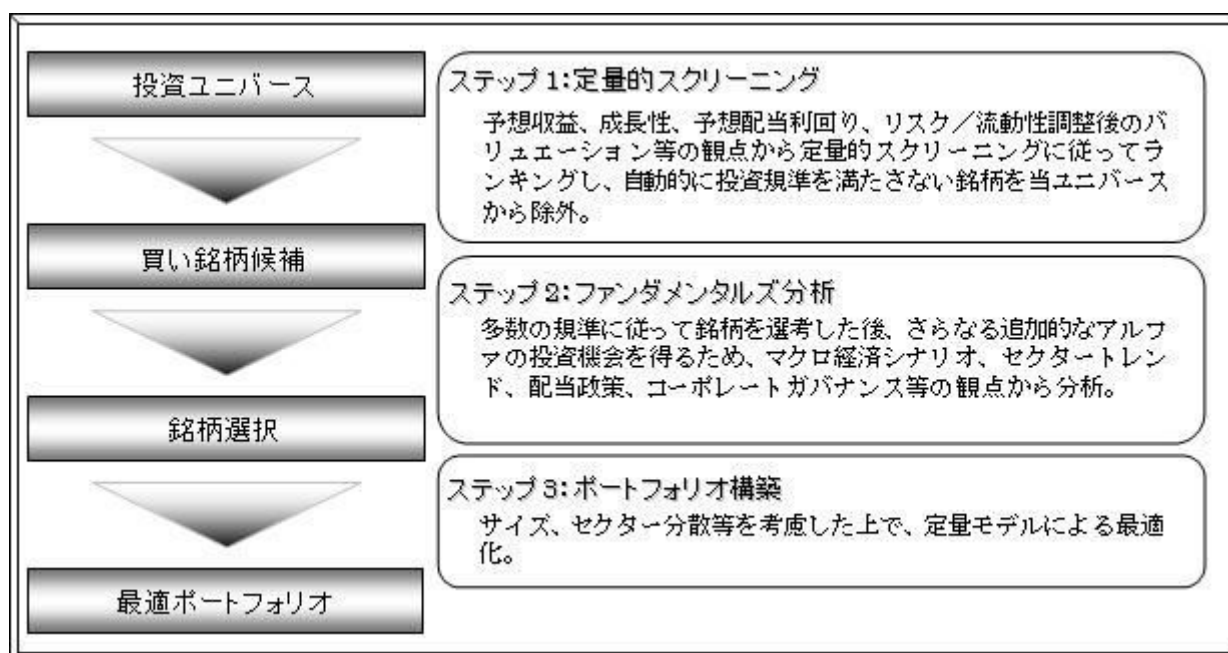 投資ユニバース
ステップ1:定量的スクリーニング
予想収益、成長性、予想配当利回り、リスク/流動性調整後のバ
リュエーション等の観点から定量的スクリーニングに従ってラ
ンキングし、自動的に投資規準を満たさない銘柄を当ユニバース
から除外。
買い銘柄候補
ステップ2:ファンダメンタルズ分析
多数の規準に従って銘柄を選考した後、さらなる追加的なアルフ
ァの投資機会を得るため、マクロ経済シナリオ、セクタートレン
ド、配当政策、コーポレートガバナンス等の観点から分析。
銘柄選択
ステップ3:ポートフォリオ構築
サイズ、セクター分散等を考慮した上で、定量モデルによる最適
化。
最適ポートフォリオ